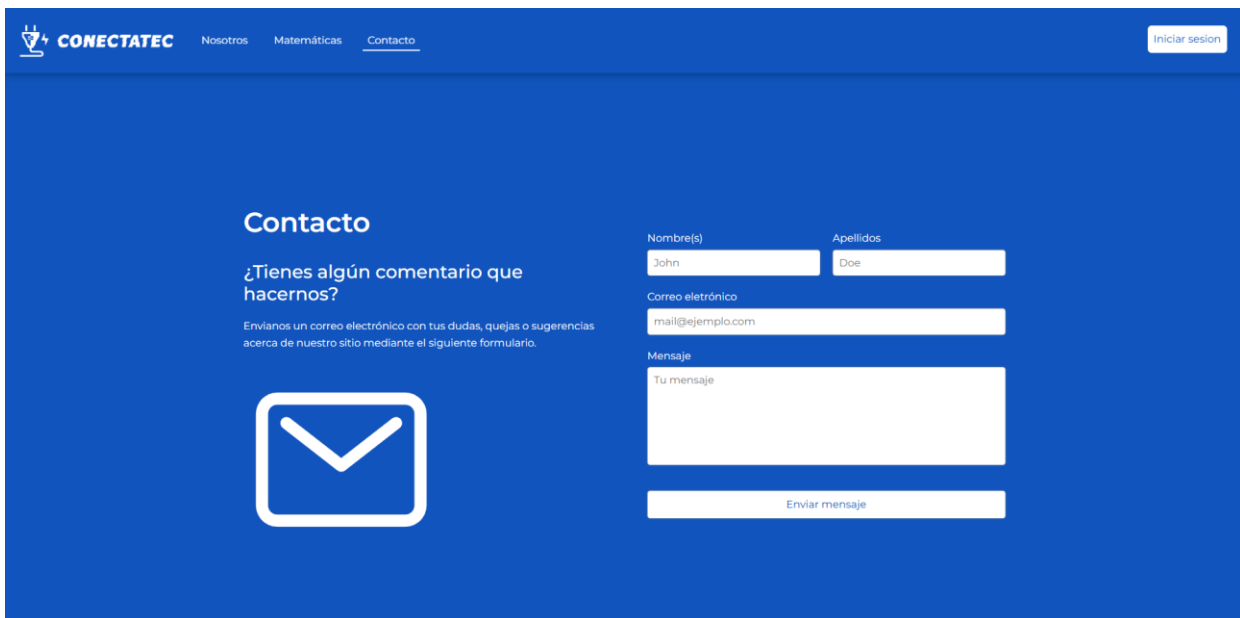 CONECTATEC
Nosotros
Matemáticas
Contacto
Iniciar sesion
Contacto
¿Tienes algún comentario que
hacernos?
Envianos un correo electrónico con tus dudas, quejas o sugerencias
acerca de nuestro sitio mediante el siguiente formulario.
Nombre(s)
Apellidos
John
Doe
Correo eletrónico
mail@ejemplo.com
Mensaje
Tu mensaje
Enviar mensaje